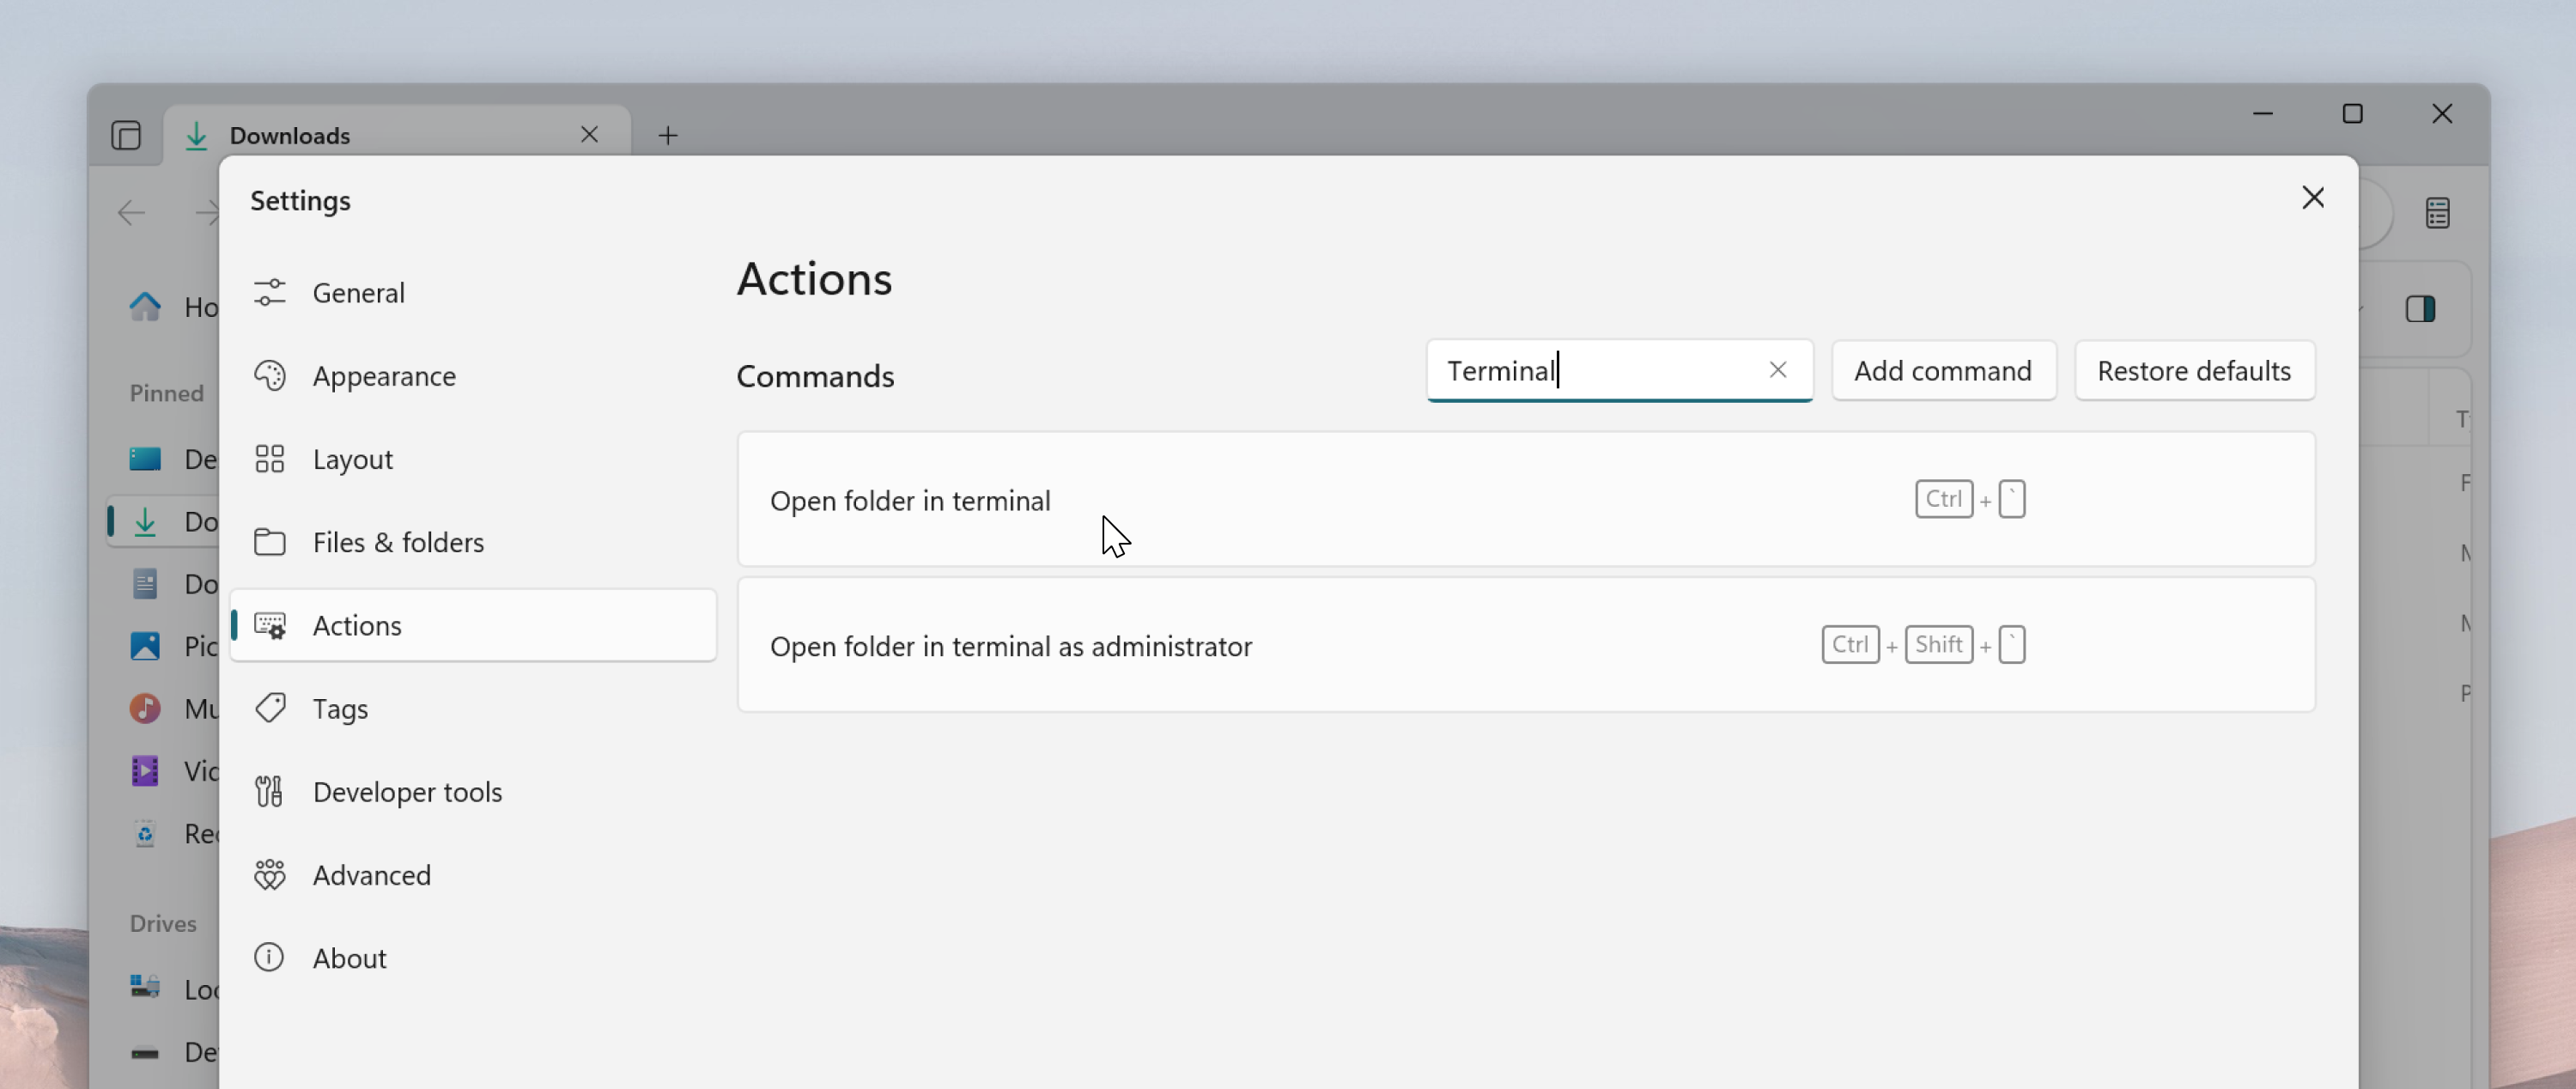 Downloads
Settings
General
Appearance
Layout
Files & folders
Actions
Tags
Developer tools
Advanced
About
Actions
Commands
Terminal
Add command
Restore defaults
Open folder in terminal
Ctrl + `
Open folder in terminal as administrator
Ctrl + Shift + `
Ho
Pinned
De
Do
Do
Pic
Mu
Vic
Rec
Drives
Loc
De